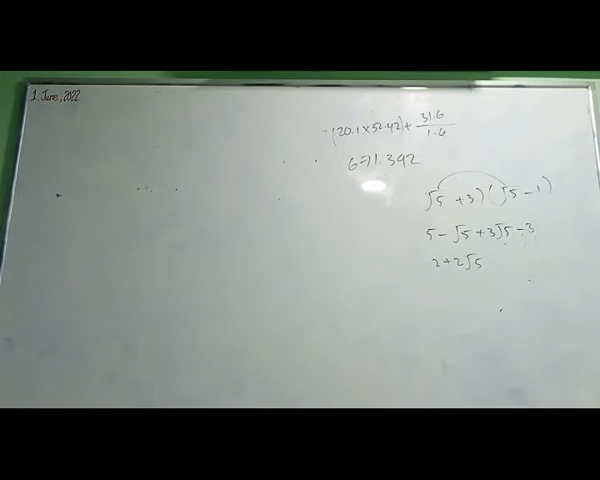 1. June, 2022
(20.1 x 52.42) + 31.6 / 1.6
671.392
√5 + 3) (√5 - 1)
5 - √5 + 3√5 - 3
2 + 2√5